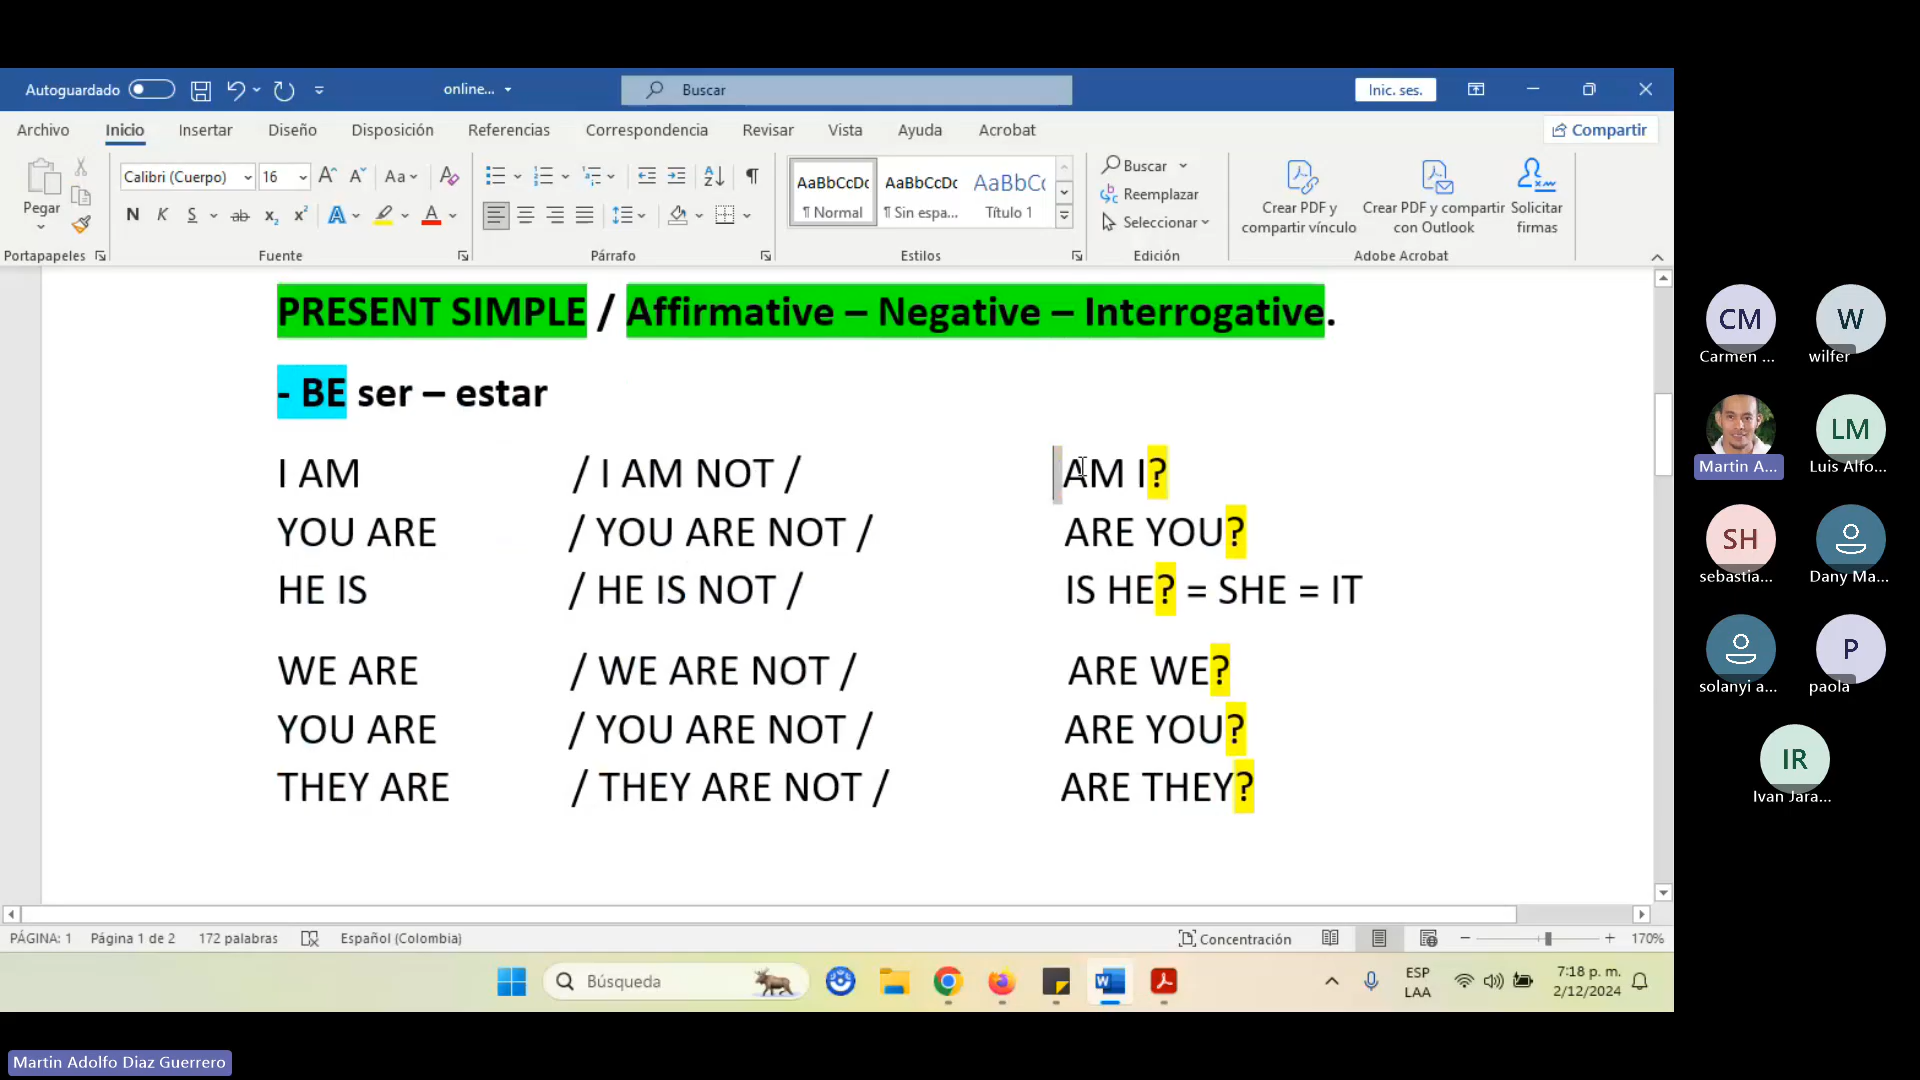 Autoguardado online... Buscar Inic. ses.
Archivo Inicio Insertar Diseño Disposición Referencias Correspondencia Revisar Vista Ayuda Acrobat Compartir
Pegar
Calibri (Cuerpo) 16
AaBbCcDc AaBbCcDc AaBbCc
¶ Normal ¶ Sin espa... Título 1
Buscar
Reemplazar
Seleccionar
Crear PDF y compartir vínculo
Crear PDF y compartir con Outlook
Solicitar firmas
Portapapeles Fuente Párrafo Estilos Edición Adobe Acrobat
PRESENT SIMPLE / Affirmative – Negative – Interrogative.
- BE ser – estar
I AM / I AM NOT / AM I?
YOU ARE / YOU ARE NOT / ARE YOU?
HE IS / HE IS NOT / IS HE? = SHE = IT
WE ARE / WE ARE NOT / ARE WE?
YOU ARE / YOU ARE NOT / ARE YOU?
THEY ARE / THEY ARE NOT / ARE THEY?
PÁGINA: 1 Página 1 de 2 172 palabras Español (Colombia) Concentración 170%
Búsqueda
ESP
LAA
7:18 p. m.
2/12/2024
CM W
Carmen ... wilfer
LM
Martin A... Luis Alfo...
SH
sebastia... Dany Ma...
P
solanyi a... paola
IR
Ivan Jara...
Martin Adolfo Diaz Guerrero